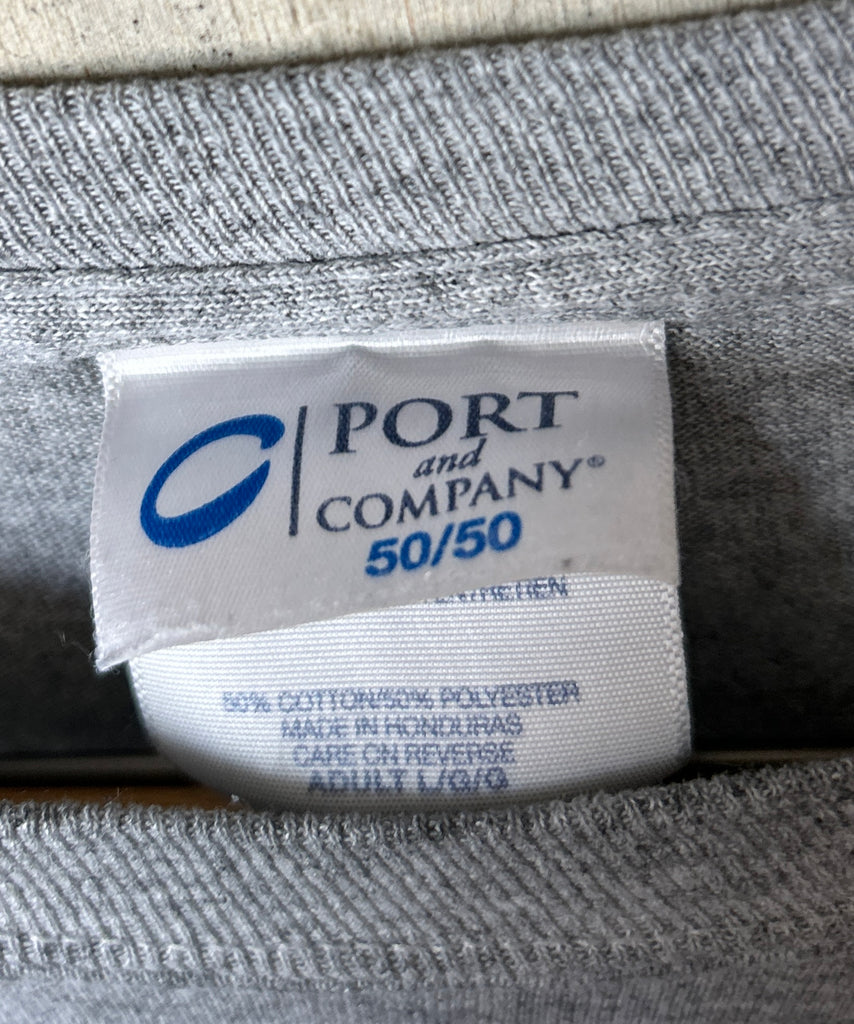 PORT
and
COMPANY®
50/50
50% COTTON/50% POLYESTER
MADE IN HONDURAS
CARE ON REVERSE
ADULT L/G/G